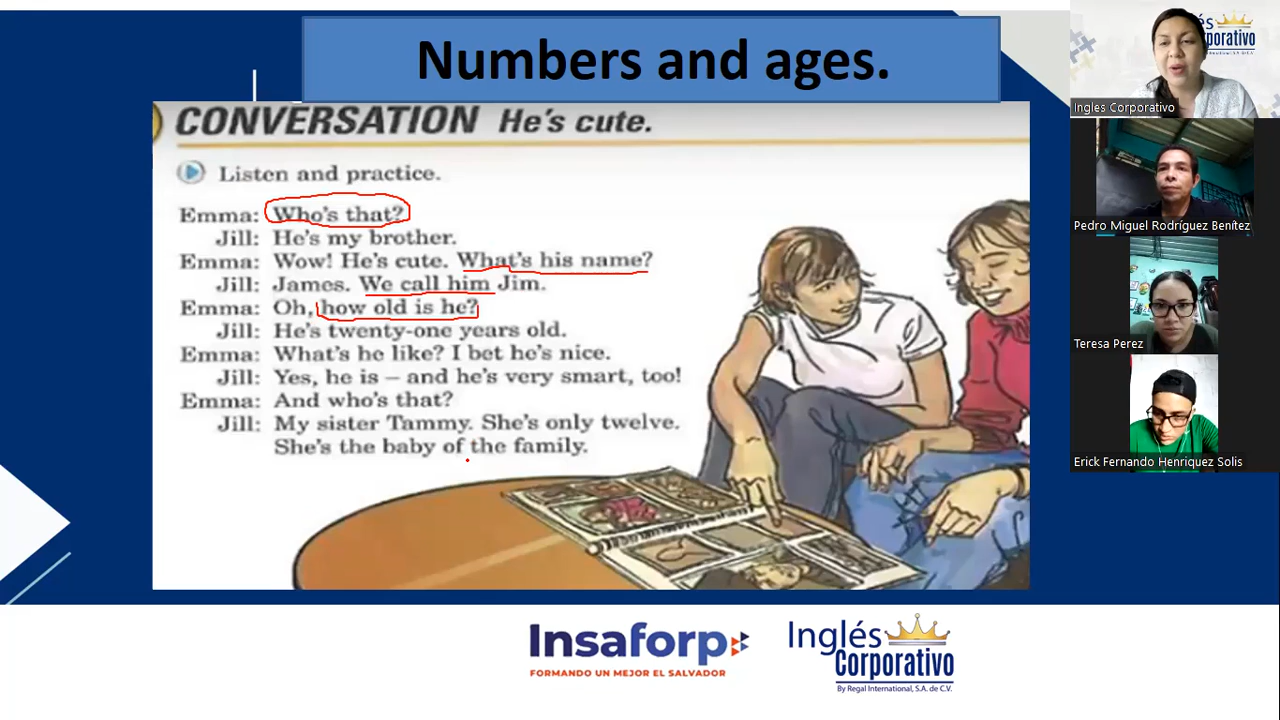 Numbers and ages.
CONVERSATION He's cute.
Listen and practice.
Emma: Who's that?
Jill: He's my brother.
Emma: Wow! He's cute. What's his name?
Jill: James. We call him Jim.
Emma: Oh, how old is he?
Jill: He's twenty-one years old.
Emma: What's he like? I bet he's nice.
Jill: Yes, he is – and he's very smart, too!
Emma: And who's that?
Jill: My sister Tammy. She's only twelve.
She's the baby of the family.
Insaforp
FORMANDO UN MEJOR EL SALVADOR
Inglés
Corporativo
By Regal International, S.A. de C.V.
Ingles Corporativo
Pedro Miguel Rodríguez Benítez
Teresa Perez
Erick Fernando Henriquez Solis